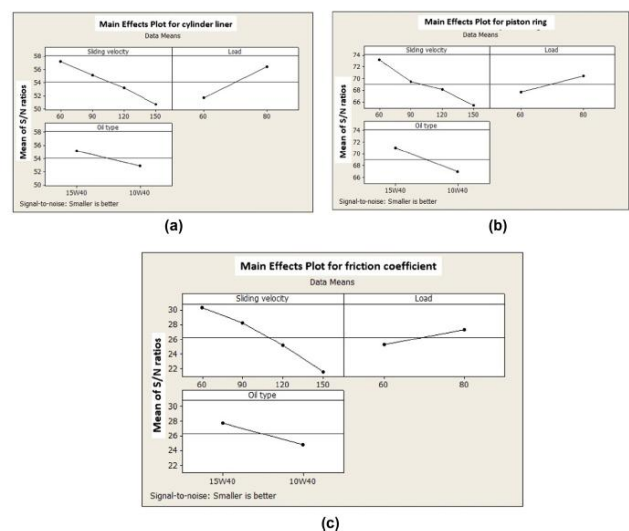 Main Effects Plot for cylinder liner
Data Means
Sliding velocity Load
58
56
54
52
50
60 90 120 150 60 80
Oil type
58
56
54
52
50
15W40 10W40
Mean of S/N ratios
Signal-to-noise: Smaller is better
(a)
Main Effects Plot for piston ring
Data Means
Sliding velocity Load
74
72
70
68
66
60 90 120 150 60 80
Oil type
74
72
70
68
66
15W40 10W40
Mean of S/N ratios
Signal-to-noise: Smaller is better
(b)
Main Effects Plot for friction coefficient
Data Means
Sliding velocity Load
30
28
26
24
22
60 90 120 150 60 80
Oil type
30
28
26
24
22
15W40 10W40
Mean of S/N ratios
Signal-to-noise: Smaller is better
(c)